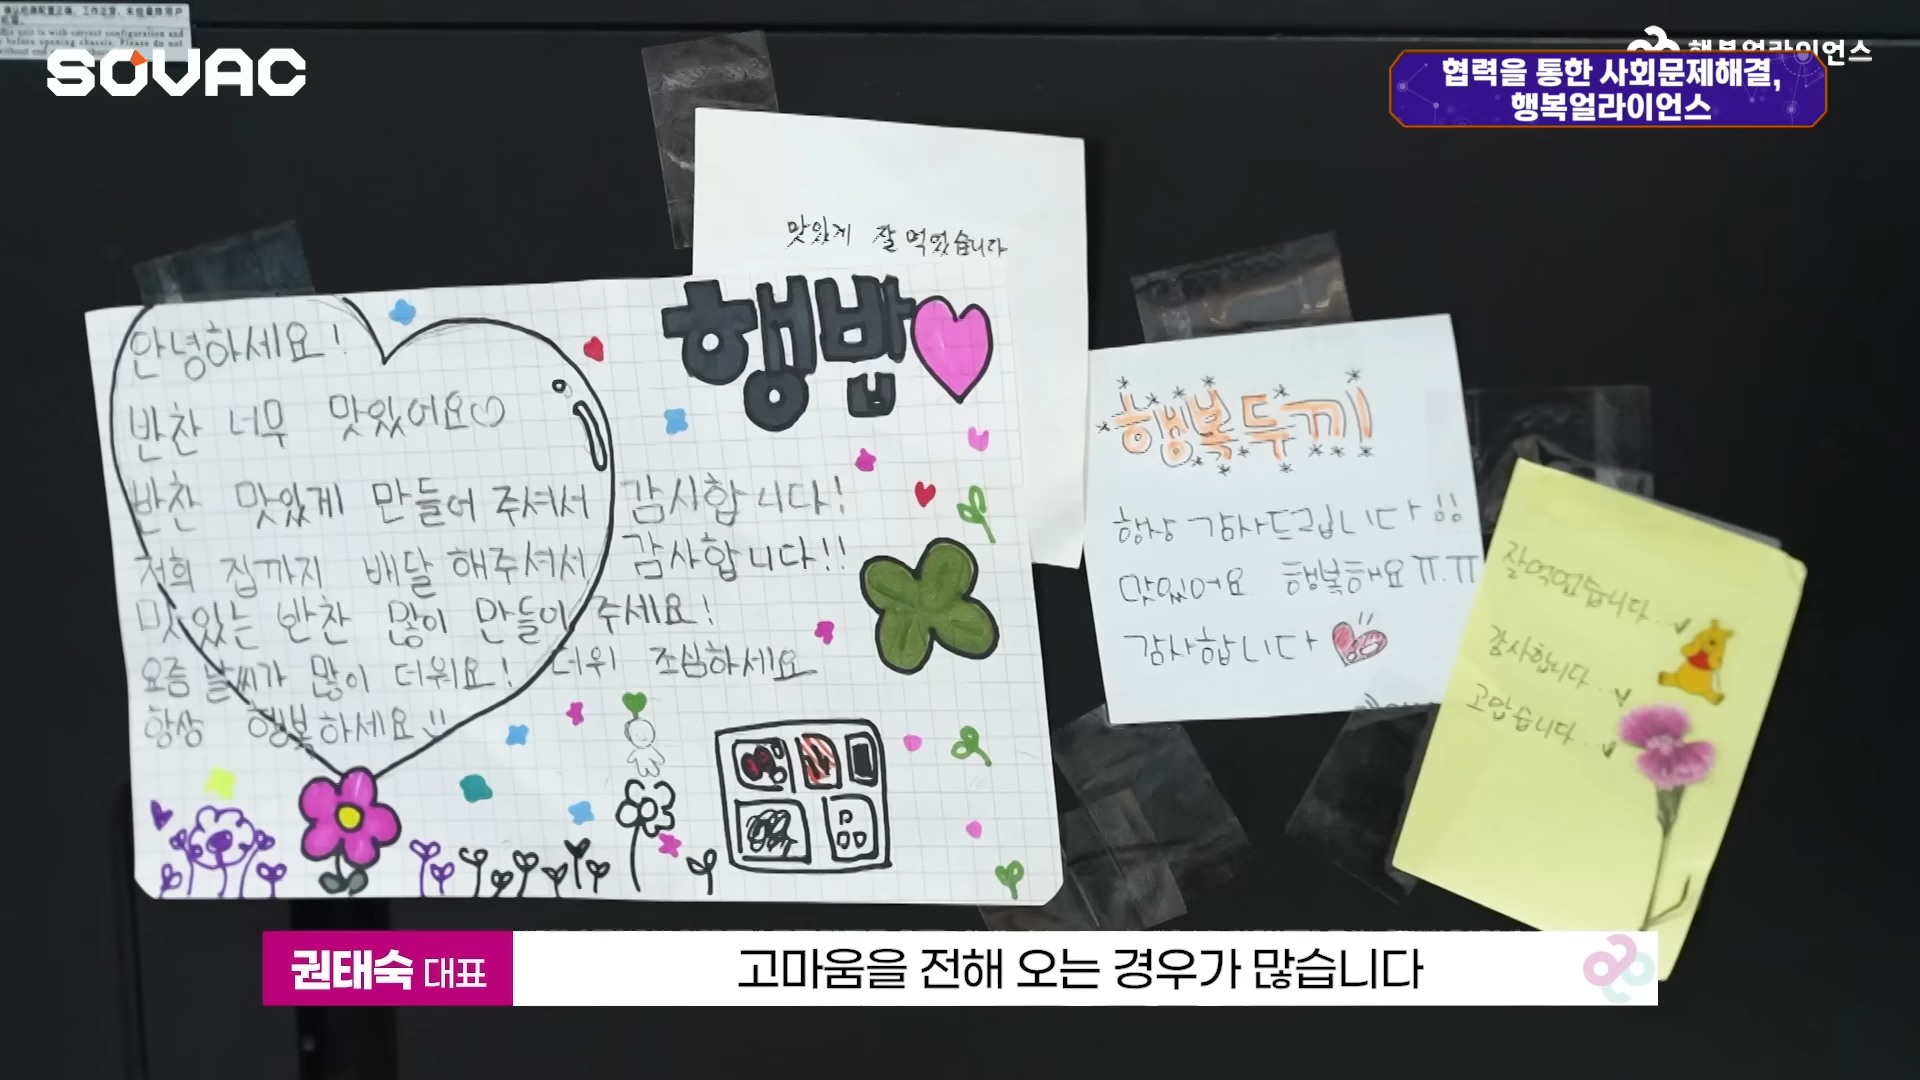 SOVAC
행복얼라이언스
협력을 통한 사회문제해결,
행복얼라이언스
맛있게 잘 먹었습니다
행밥
안녕하세요!
반찬 너무 맛있어요♡
반찬 맛있게 만들어 주셔서 감사합니다!
저희 집까지 배달 해주셔서 감사합니다!!
맛있는 반찬 많이 만들어 주세요!
요즘 날씨가 많이 더워요! 더위 조심하세요
항상 행복하세요
행복두끼
항상 감사드립니다!!
맛있어요 행복해요ㅠ.ㅠ
감사합니다
잘먹었습니다..
감사합니다..
고맙습니다..
권태숙 대표
고마움을 전해 오는 경우가 많습니다